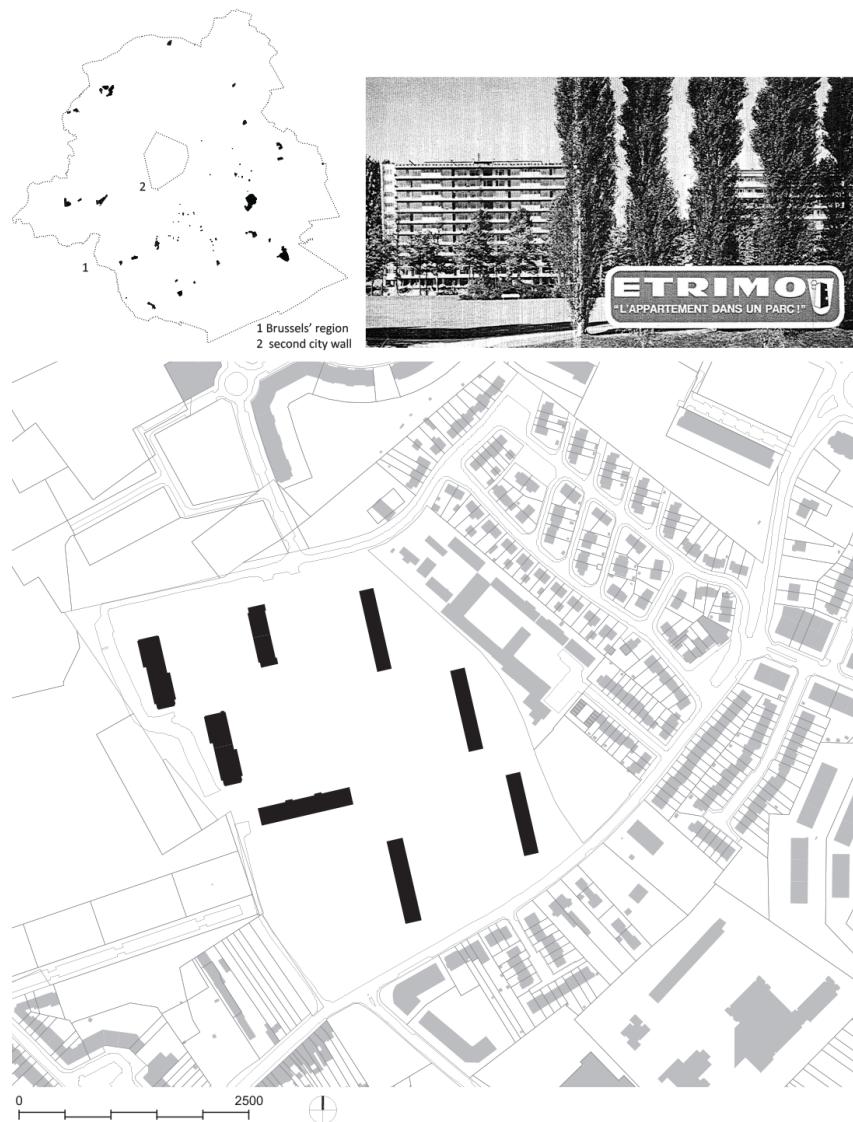 2
1
1 Brussels' region
2 second city wall
ETRIMO
"L'APPARTEMENT DANS UN PARC!"
0
2500